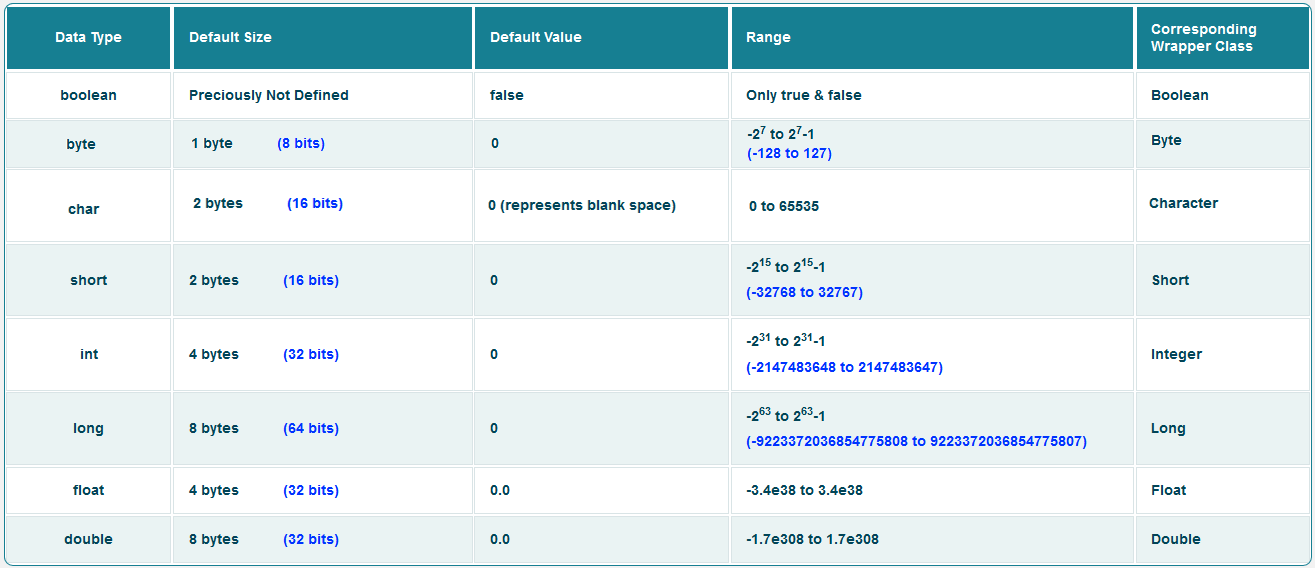 Data Type Default Size Default Value Range Corresponding Wrapper Class
boolean Preciously Not Defined false Only true & false Boolean
byte 1 byte (8 bits) 0 -2^7 to 2^7-1 Byte
(-128 to 127)
char 2 bytes (16 bits) 0 (represents blank space) 0 to 65535 Character
short 2 bytes (16 bits) 0 -2^15 to 2^15-1 Short
(-32768 to 32767)
int 4 bytes (32 bits) 0 -2^31 to 2^31-1 Integer
(-2147483648 to 2147483647)
long 8 bytes (64 bits) 0 -2^63 to 2^63-1 Long
(-9223372036854775808 to 9223372036854775807)
float 4 bytes (32 bits) 0.0 -3.4e38 to 3.4e38 Float
double 8 bytes (32 bits) 0.0 -1.7e308 to 1.7e308 Double